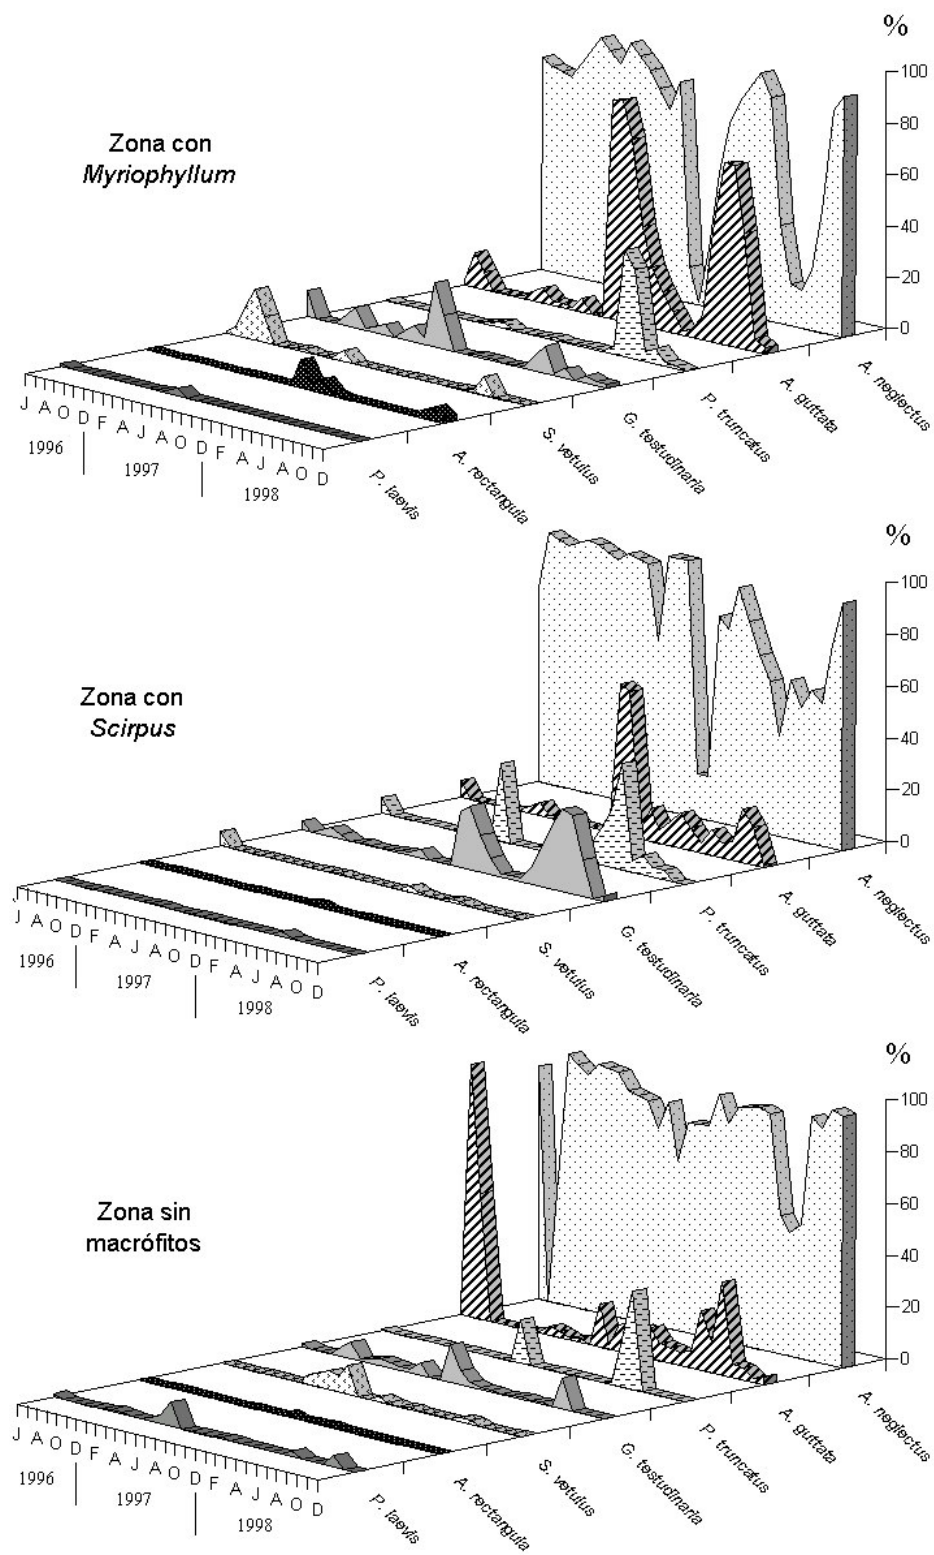 %
100
80
60
40
20
0
Zona con
Myriophyllum
J A O D F A J A O D F A J A O D
1996
1997
1998
P. laevis
A. rectangula
S. vetulus
G. testudinaria
P. truncatus
A. guttata
A. neglectus
%
100
80
60
40
20
0
Zona con
Scirpus
J A O D F A J A O D F A J A O D
1996
1997
1998
P. laevis
A. rectangula
S. vetulus
G. testudinaria
P. truncatus
A. guttata
A. neglectus
%
100
80
60
40
20
0
Zona sin
macrófitos
J A O D F A J A O D F A J A O D
1996
1997
1998
P. laevis
A. rectangula
S. vetulus
G. testudinaria
P. truncatus
A. guttata
A. neglectus